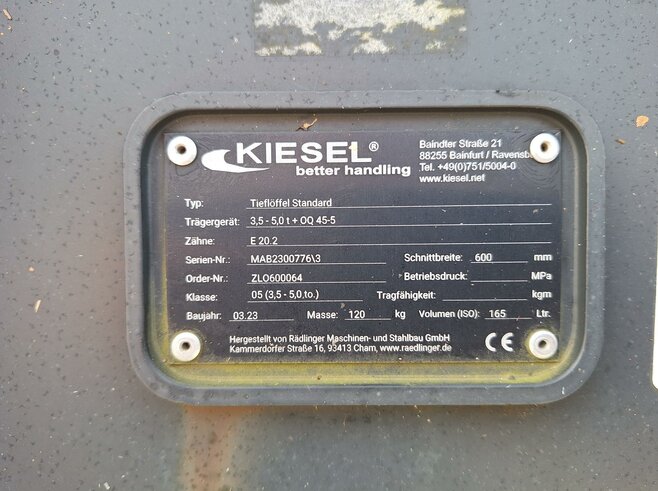 KIESEL®
better handling
Baindter Straße 21
88255 Bainfurt / Ravensb
Tel. +49(0)751/5004-0
www.kiesel.net
Typ: Tieflöffel Standard
Trägergerät: 3,5 - 5,0 t + OQ 45-5
Zähne: E 20 2
Serien-Nr.: MAB2300776\3 Schnittbreite: 600 mm
Order-Nr.: ZLO600064 Betriebsdruck: MPa
Klasse: 05 (3,5 - 5,0,to.) Tragfähigkeit: kgm
Baujahr: 03.23 Masse: 120 kg Volumen (ISO): 165 Ltr.
Hergestellt von Rädlinger Maschinen- und Stahlbau GmbH
Kammerdorfer Straße 16, 93413 Cham, www.raedlinger.de
CE